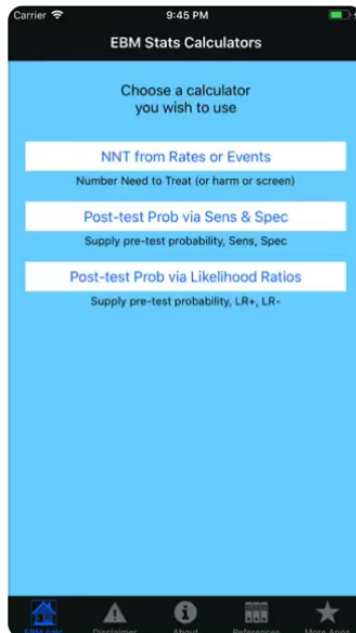 Carrier 9:45 PM
EBM Stats Calculators
Choose a calculator
you wish to use
NNT from Rates or Events
Number Need to Treat (or harm or screen)
Post-test Prob via Sens & Spec
Supply pre-test probability, Sens, Spec
Post-test Prob via Likelihood Ratios
Supply pre-test probability, LR+, LR-
EBM calc Disclaimer About References More Apps